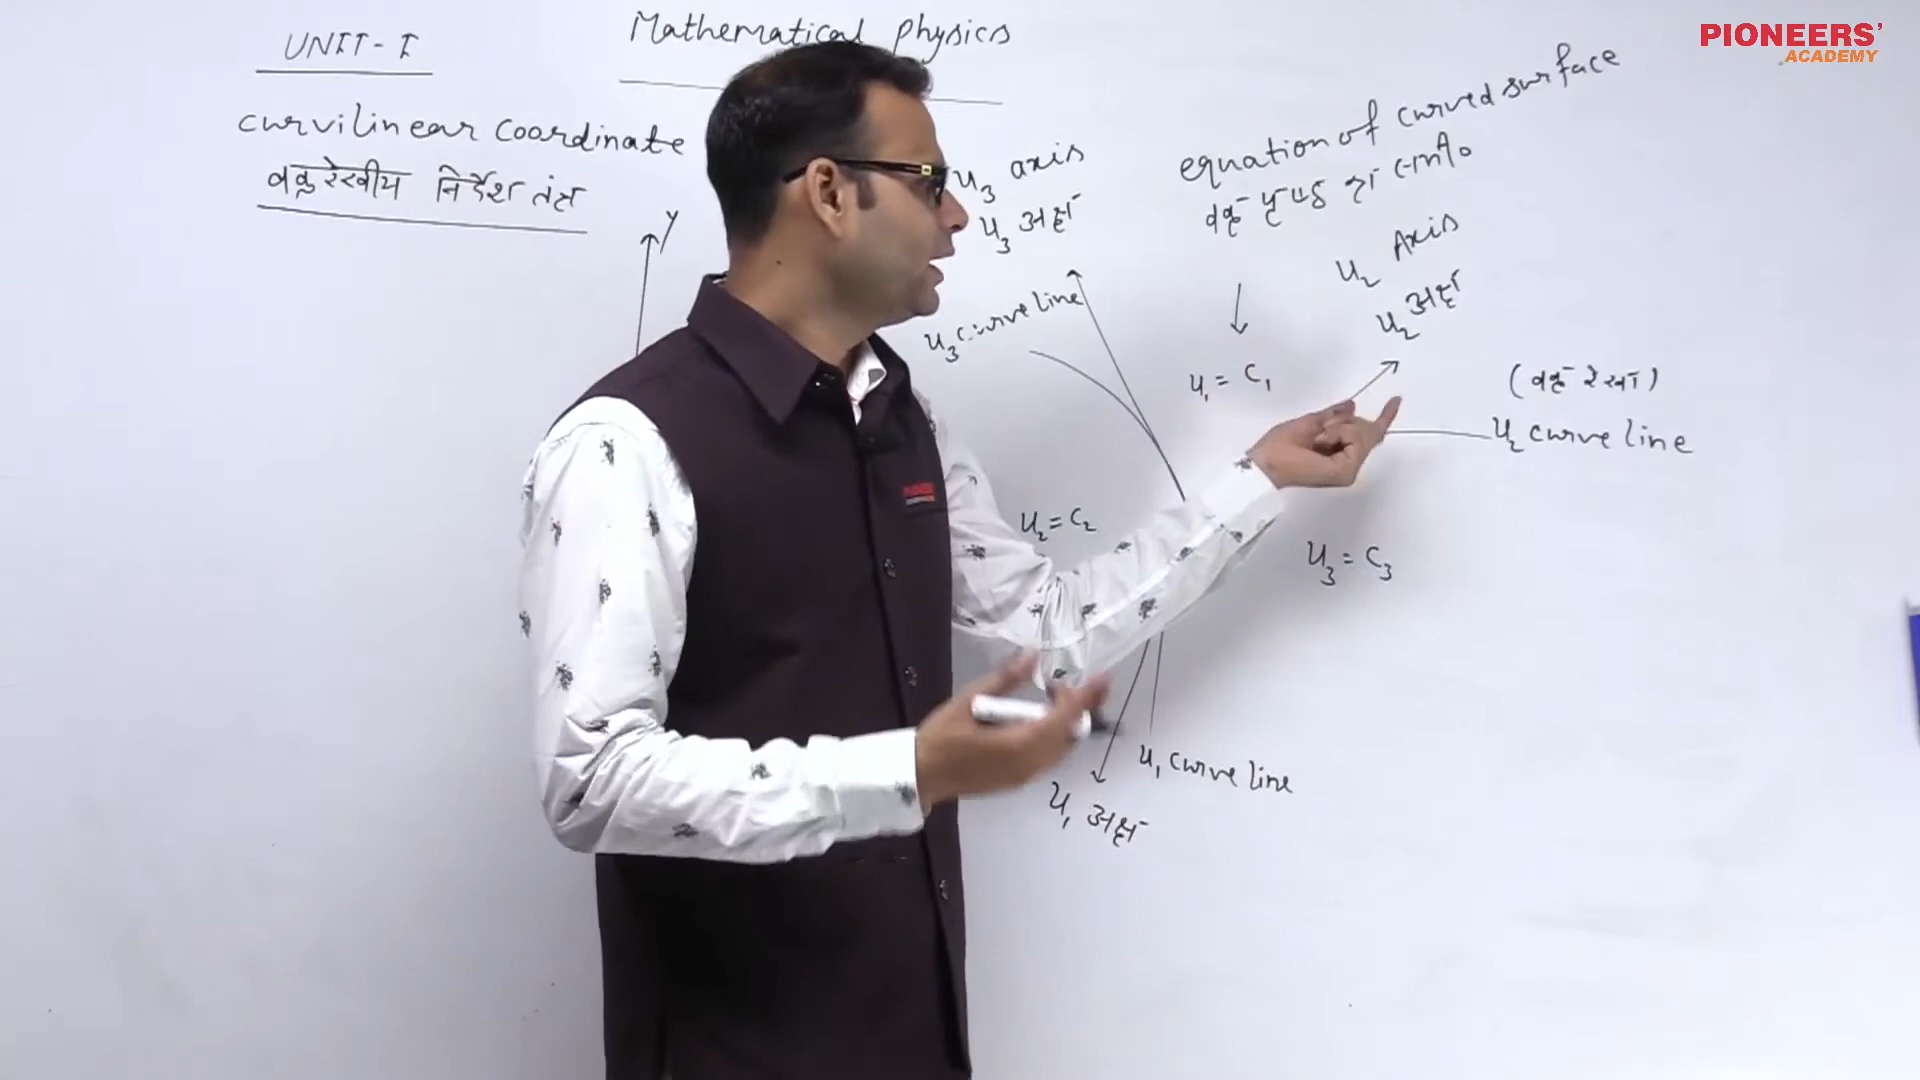 UNIT-I
Mathematical Physics
PIONEERS'
ACADEMY
curvilinear coordinate
वक्ररेखीय निर्देश तंत्र
Y
u₃ axis
u₃ अक्ष
u₃ curve line
equation of curved surface
वक्र पृष्ठ का समी०
u₁ = c₁
u₂ Axis
u₂ अक्ष
(वक्र रेखा)
u₂ curve line
u₂ = c₂
u₃ = c₃
u₁ curve line
u₁ अक्ष
PIONEERS